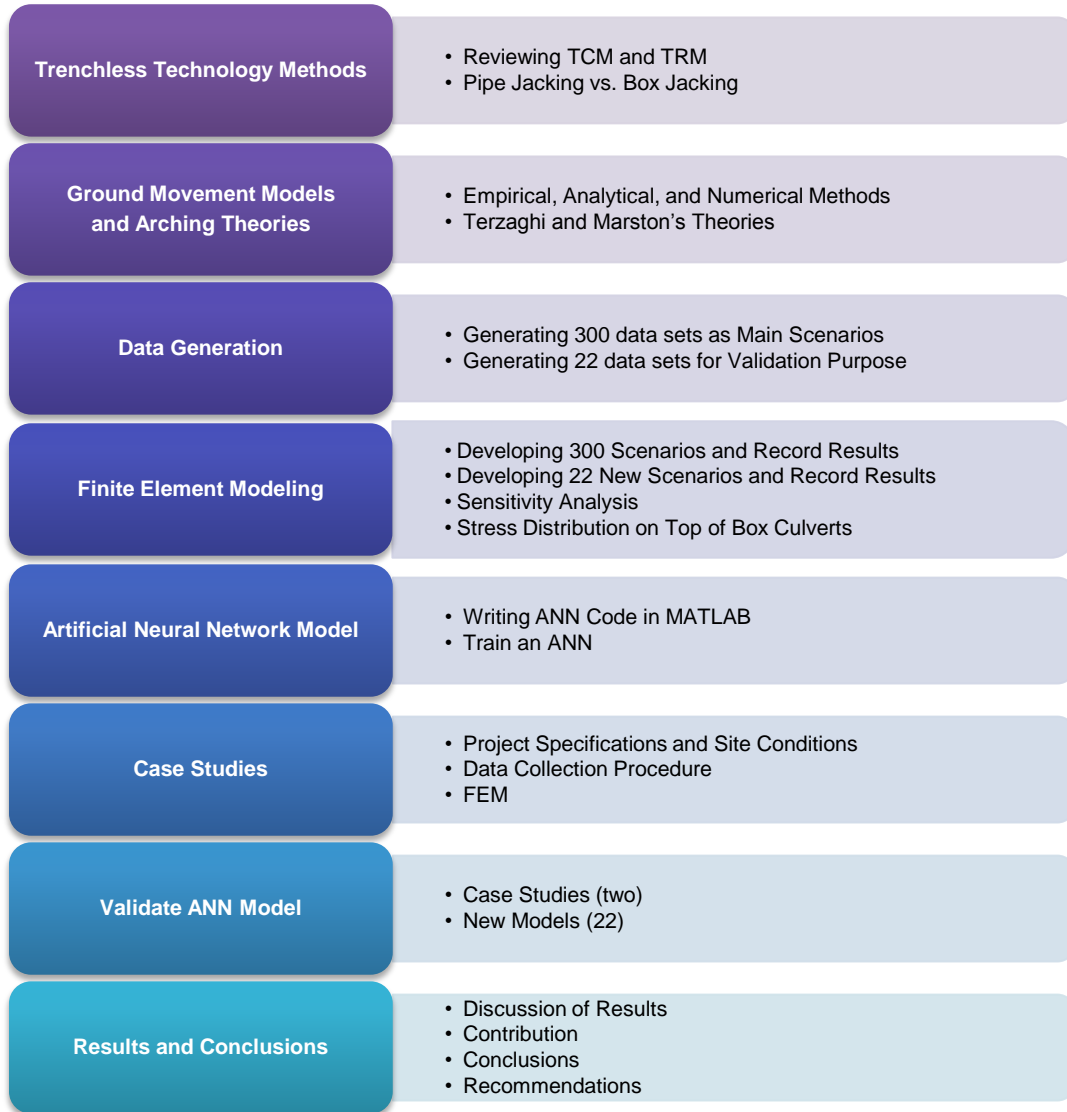 Trenchless Technology Methods
• Reviewing TCM and TRM
• Pipe Jacking vs. Box Jacking
Ground Movement Models
and Arching Theories
• Empirical, Analytical, and Numerical Methods
• Terzaghi and Marston's Theories
Data Generation
• Generating 300 data sets as Main Scenarios
• Generating 22 data sets for Validation Purpose
Finite Element Modeling
• Developing 300 Scenarios and Record Results
• Developing 22 New Scenarios and Record Results
• Sensitivity Analysis
• Stress Distribution on Top of Box Culverts
Artificial Neural Network Model
• Writing ANN Code in MATLAB
• Train an ANN
Case Studies
• Project Specifications and Site Conditions
• Data Collection Procedure
• FEM
Validate ANN Model
• Case Studies (two)
• New Models (22)
Results and Conclusions
• Discussion of Results
• Contribution
• Conclusions
• Recommendations